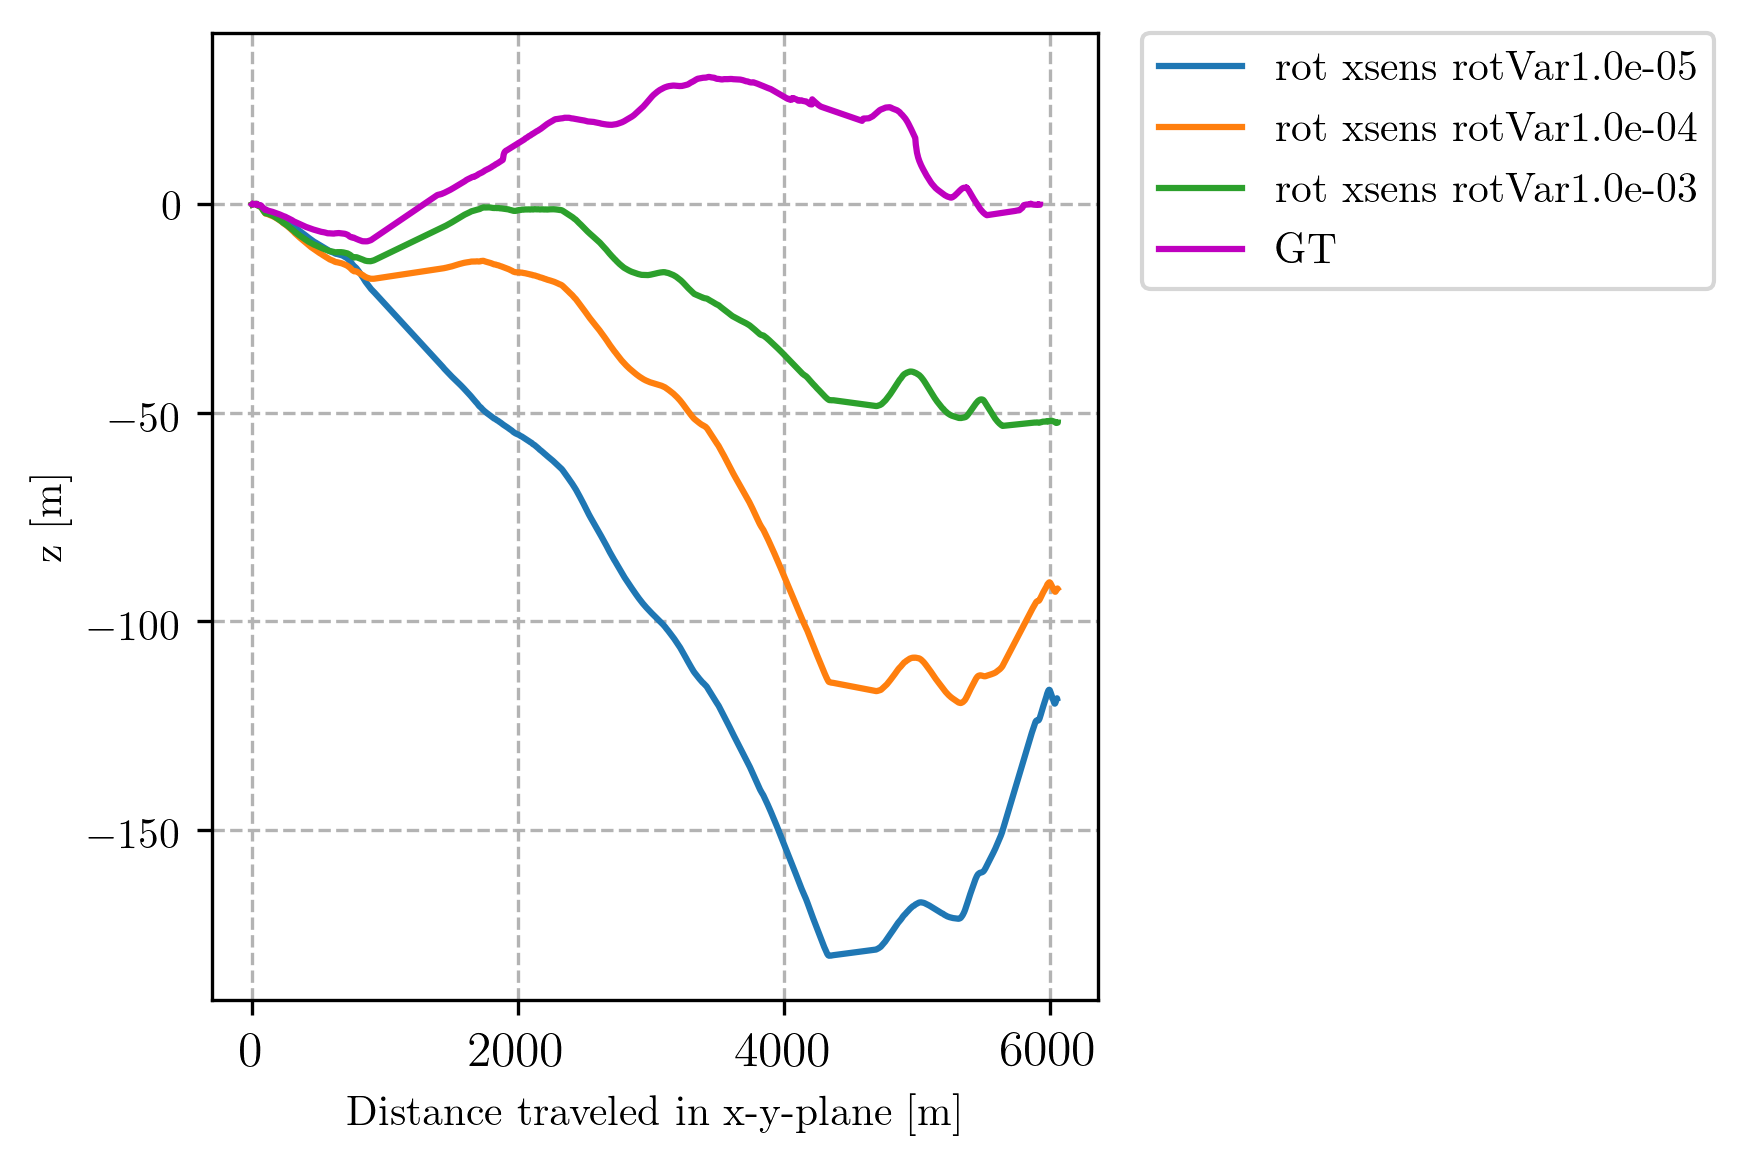 rot xsens rotVar1.0e-05
rot xsens rotVar1.0e-04
rot xsens rotVar1.0e-03
GT
0
−50
−100
−150
z [m]
0 2000 4000 6000
Distance traveled in x-y-plane [m]